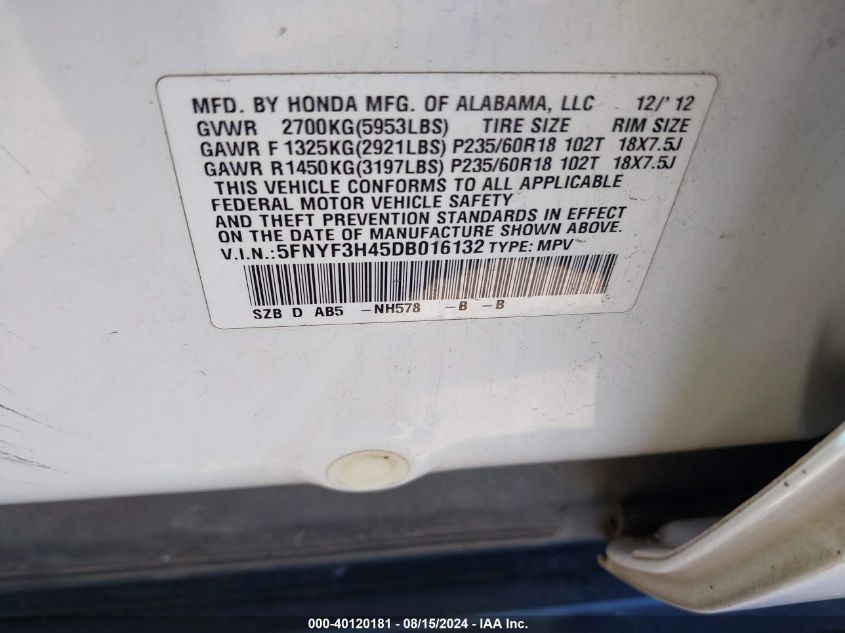 MFD. BY HONDA MFG. OF ALABAMA, LLC 12/'12
GVWR 2700KG(5953LBS) TIRE SIZE RIM SIZE
GAWR F 1325KG(2921LBS) P235/60R18 102T 18X7.5J
GAWR R1450KG(3197LBS) P235/60R18 102T 18X7.5J
THIS VEHICLE CONFORMS TO ALL APPLICABLE
FEDERAL MOTOR VEHICLE SAFETY
AND THEFT PREVENTION STANDARDS IN EFFECT
ON THE DATE OF MANUFACTURE SHOWN ABOVE.
V.I.N.:5FNYF3H45DB016132 TYPE: MPV
SZB D AB5 -NH578 -B -B
000-40120181 - 08/15/2024 - IAA Inc.